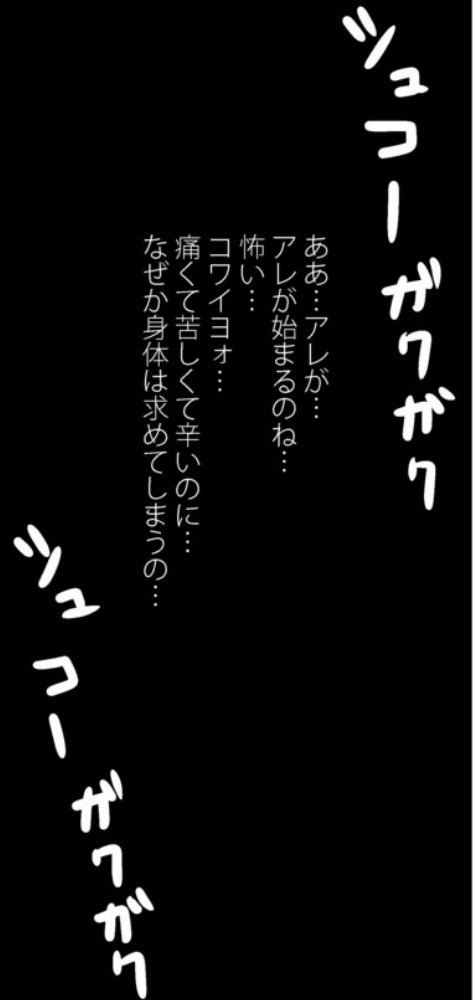 シュコーガクガク
ああ…アレが…
アレが始まるのね…
怖い…
コワイヨォ…
痛くて苦しくて辛いのに…
なぜか身体は求めてしまうの…
シュコーガクガク